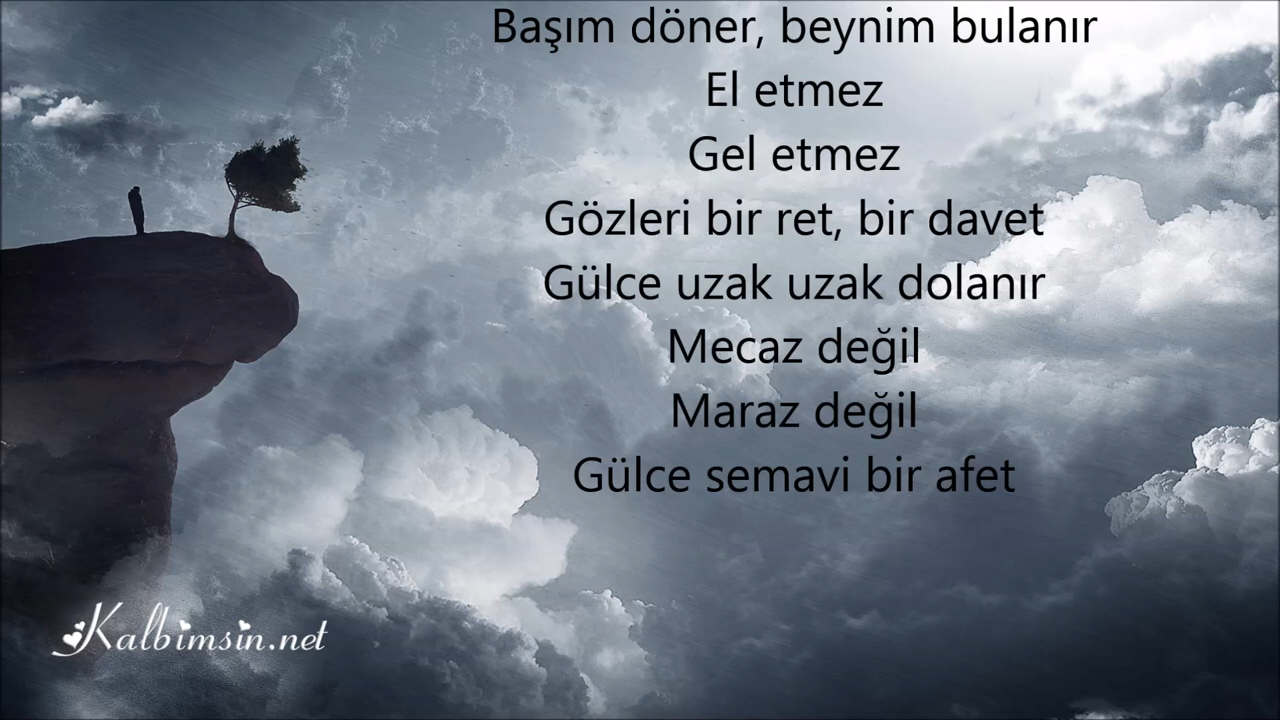 Başım döner, beynim bulanır
El etmez
Gel etmez
Gözleri bir ret, bir davet
Gülce uzak uzak dolanır
Mecaz değil
Maraz değil
Gülce semavi bir afet
Kalbimsin.net